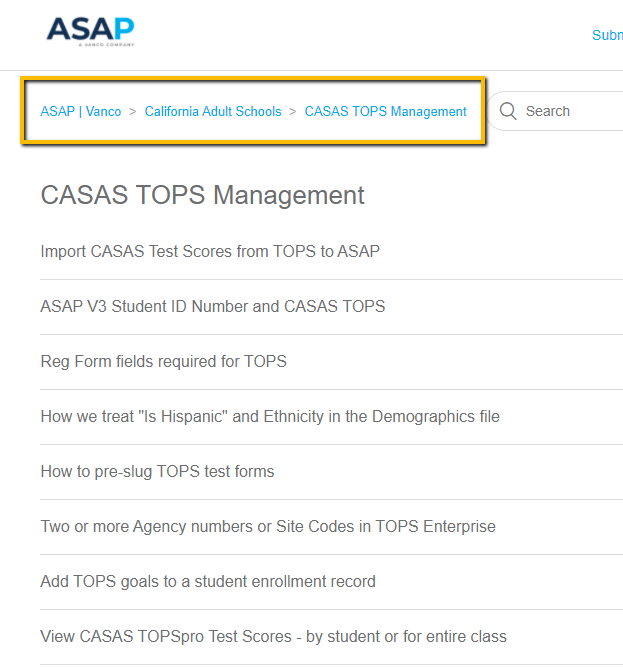 ASAP
A VANCO COMPANY
Subn
ASAP | Vanco > California Adult Schools > CASAS TOPS Management
Search
CASAS TOPS Management
Import CASAS Test Scores from TOPS to ASAP
ASAP V3 Student ID Number and CASAS TOPS
Reg Form fields required for TOPS
How we treat "Is Hispanic" and Ethnicity in the Demographics file
How to pre-slug TOPS test forms
Two or more Agency numbers or Site Codes in TOPS Enterprise
Add TOPS goals to a student enrollment record
View CASAS TOPSpro Test Scores - by student or for entire class